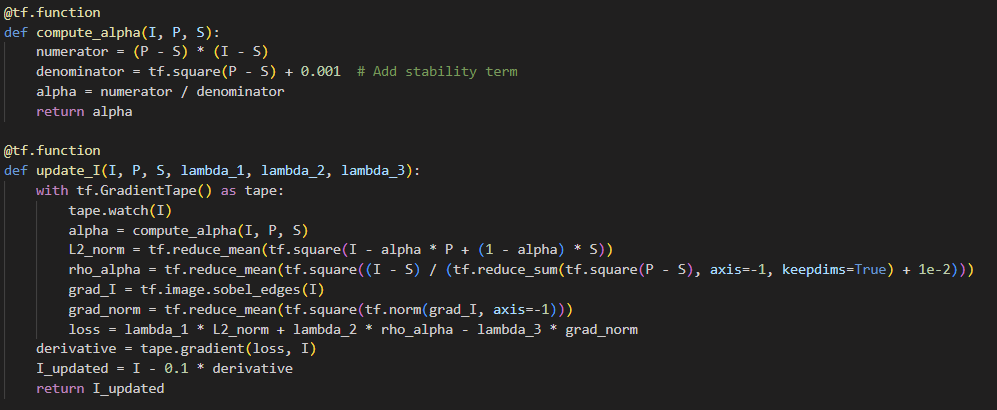 @tf.function
def compute_alpha(I, P, S):
    numerator = (P - S) * (I - S)
    denominator = tf.square(P - S) + 0.001  # Add stability term
    alpha = numerator / denominator
    return alpha

@tf.function
def update_I(I, P, S, lambda_1, lambda_2, lambda_3):
    with tf.GradientTape() as tape:
        tape.watch(I)
        alpha = compute_alpha(I, P, S)
        L2_norm = tf.reduce_mean(tf.square(I - alpha * P + (1 - alpha) * S))
        rho_alpha = tf.reduce_mean(tf.square((I - S) / (tf.reduce_sum(tf.square(P - S), axis=-1, keepdims=True) + 1e-2)))
        grad_I = tf.image.sobel_edges(I)
        grad_norm = tf.reduce_mean(tf.square(tf.norm(grad_I, axis=-1)))
        loss = lambda_1 * L2_norm + lambda_2 * rho_alpha - lambda_3 * grad_norm
    derivative = tape.gradient(loss, I)
    I_updated = I - 0.1 * derivative
    return I_updated